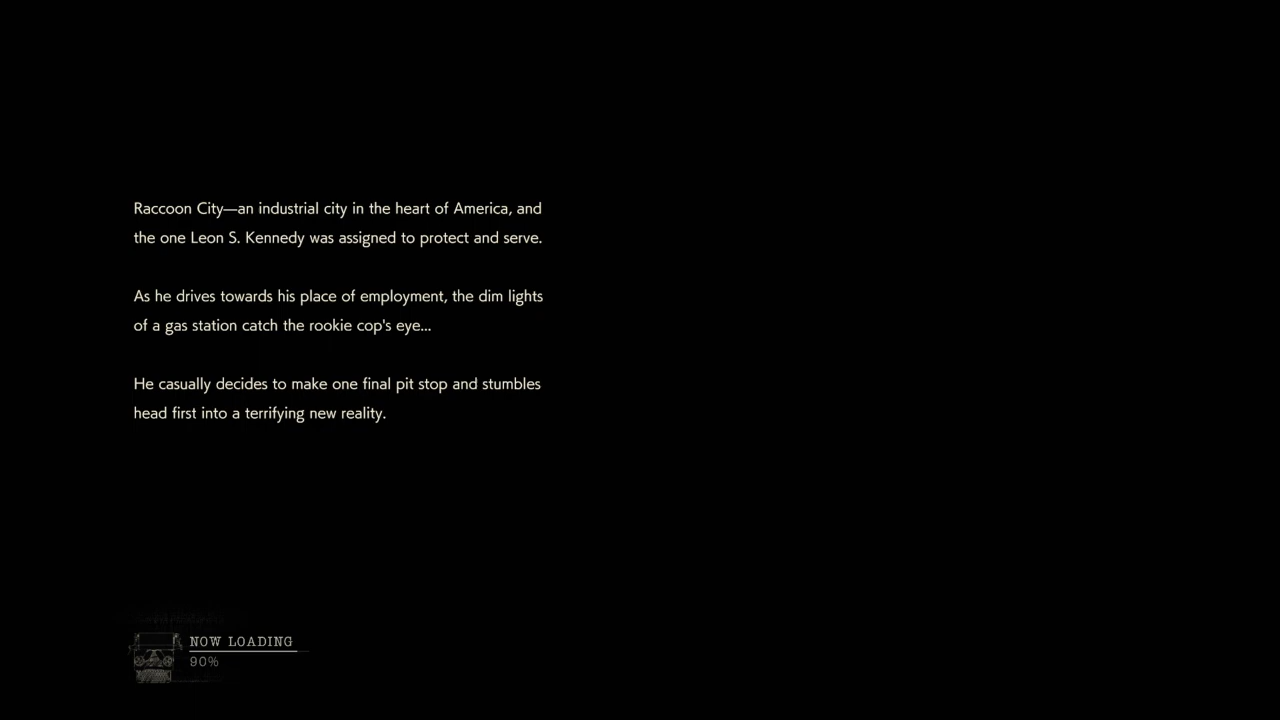 Raccoon City—an industrial city in the heart of America, and
the one Leon S. Kennedy was assigned to protect and serve.
As he drives towards his place of employment, the dim lights
of a gas station catch the rookie cop's eye...
He casually decides to make one final pit stop and stumbles
head first into a terrifying new reality.
NOW LOADING
90%